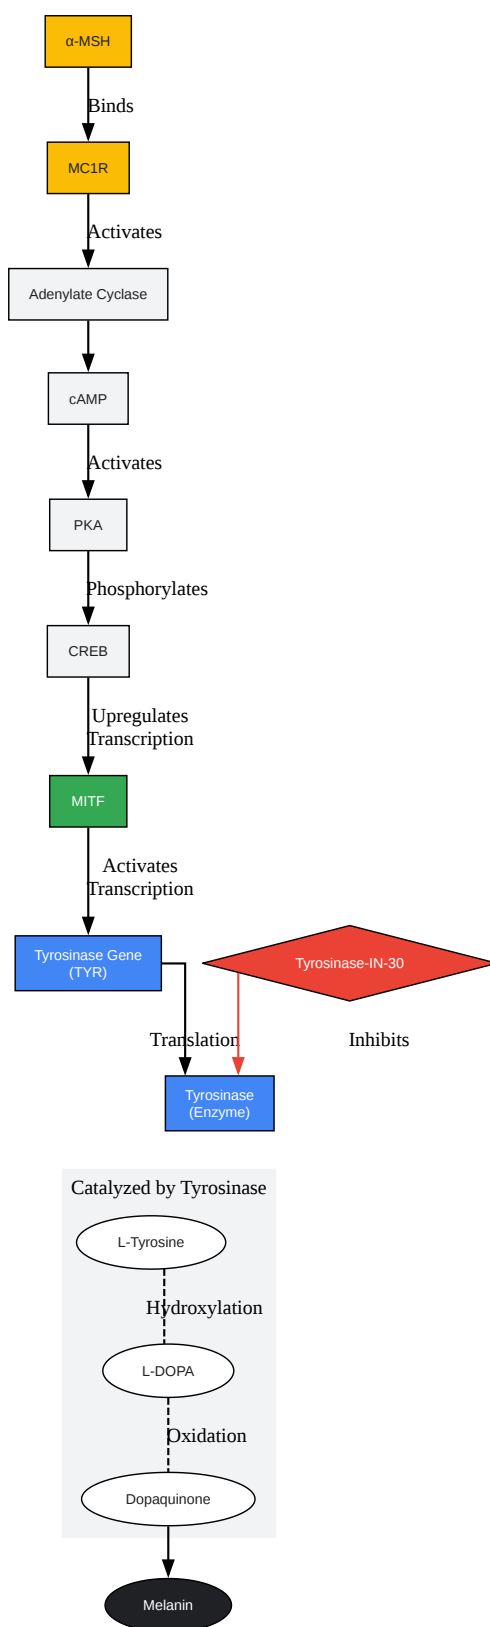 α-MSH
Binds
MC1R
Activates
Adenylate Cyclase
cAMP
Activates
PKA
Phosphorylates
CREB
Upregulates
Transcription
MITF
Activates
Transcription
Tyrosinase Gene
(TYR)
Tyrosinase-IN-30
Translation
Inhibits
Tyrosinase
(Enzyme)
Catalyzed by Tyrosinase
L-Tyrosine
Hydroxylation
L-DOPA
Oxidation
Dopaquinone
Melanin